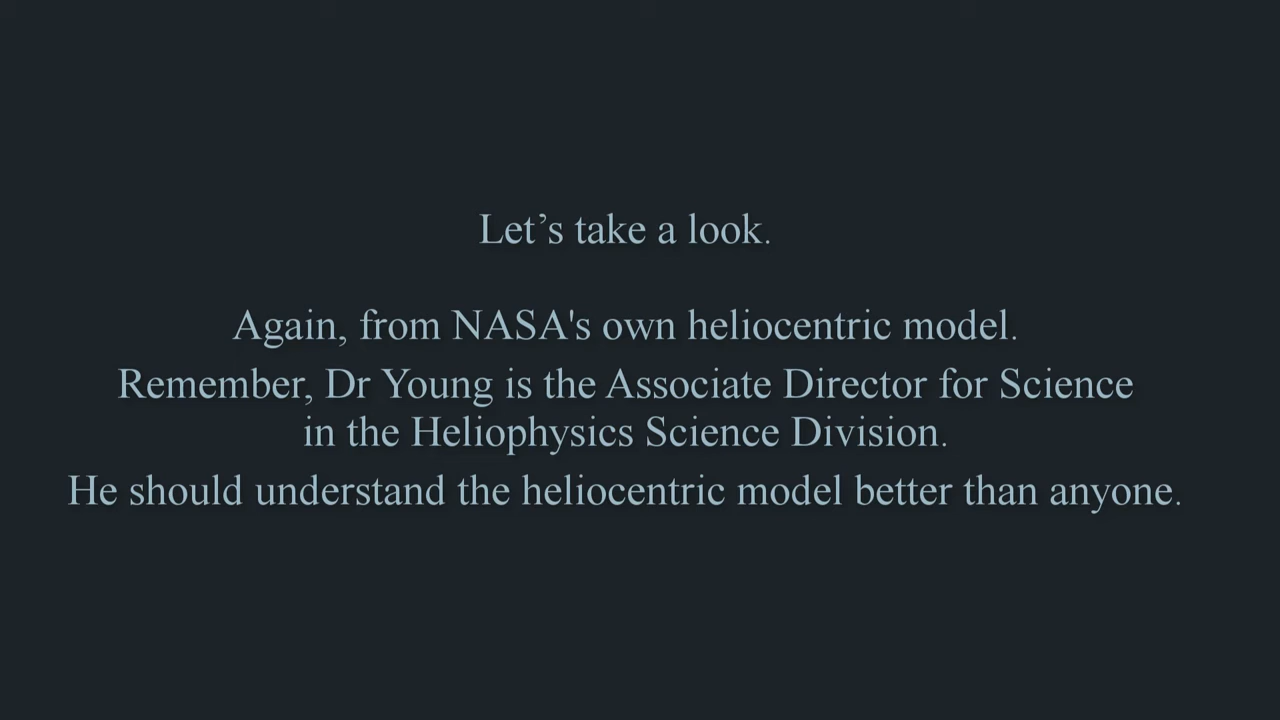 Let’s take a look.
Again, from NASA's own heliocentric model.
Remember, Dr Young is the Associate Director for Science
in the Heliophysics Science Division.
He should understand the heliocentric model better than anyone.